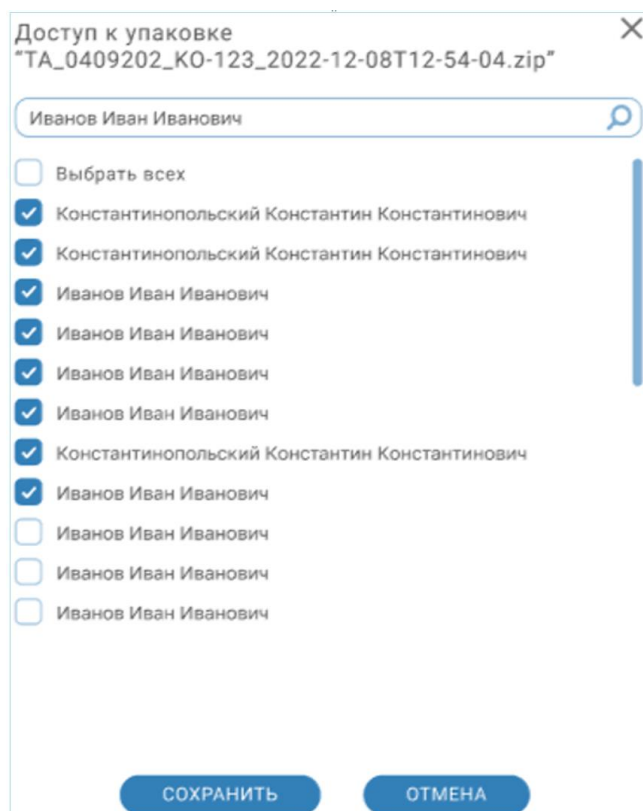 Доступ к упаковке
“TA_0409202_KO-123_2022-12-08T12-54-04.zip”
Иванов Иван Иванович
Выбрать всех
Константинопольский Константин Константинович
Константинопольский Константин Константинович
Иванов Иван Иванович
Иванов Иван Иванович
Иванов Иван Иванович
Иванов Иван Иванович
Константинопольский Константин Константинович
Иванов Иван Иванович
Иванов Иван Иванович
Иванов Иван Иванович
Иванов Иван Иванович
СОХРАНИТЬ ОТМЕНА